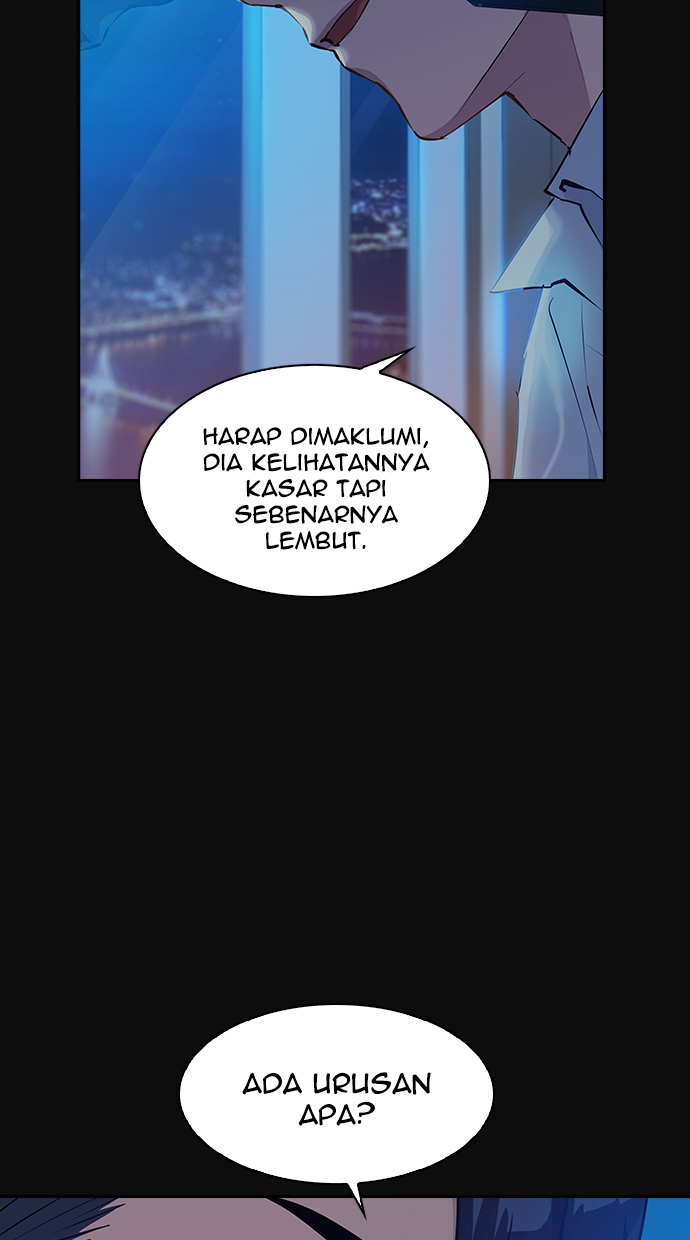 HARAP DIMAKLUMI,
DIA KELIHATANNYA
KASAR TAPI
SEBENARNYA
LEMBUT.
ADA URUSAN
APA?